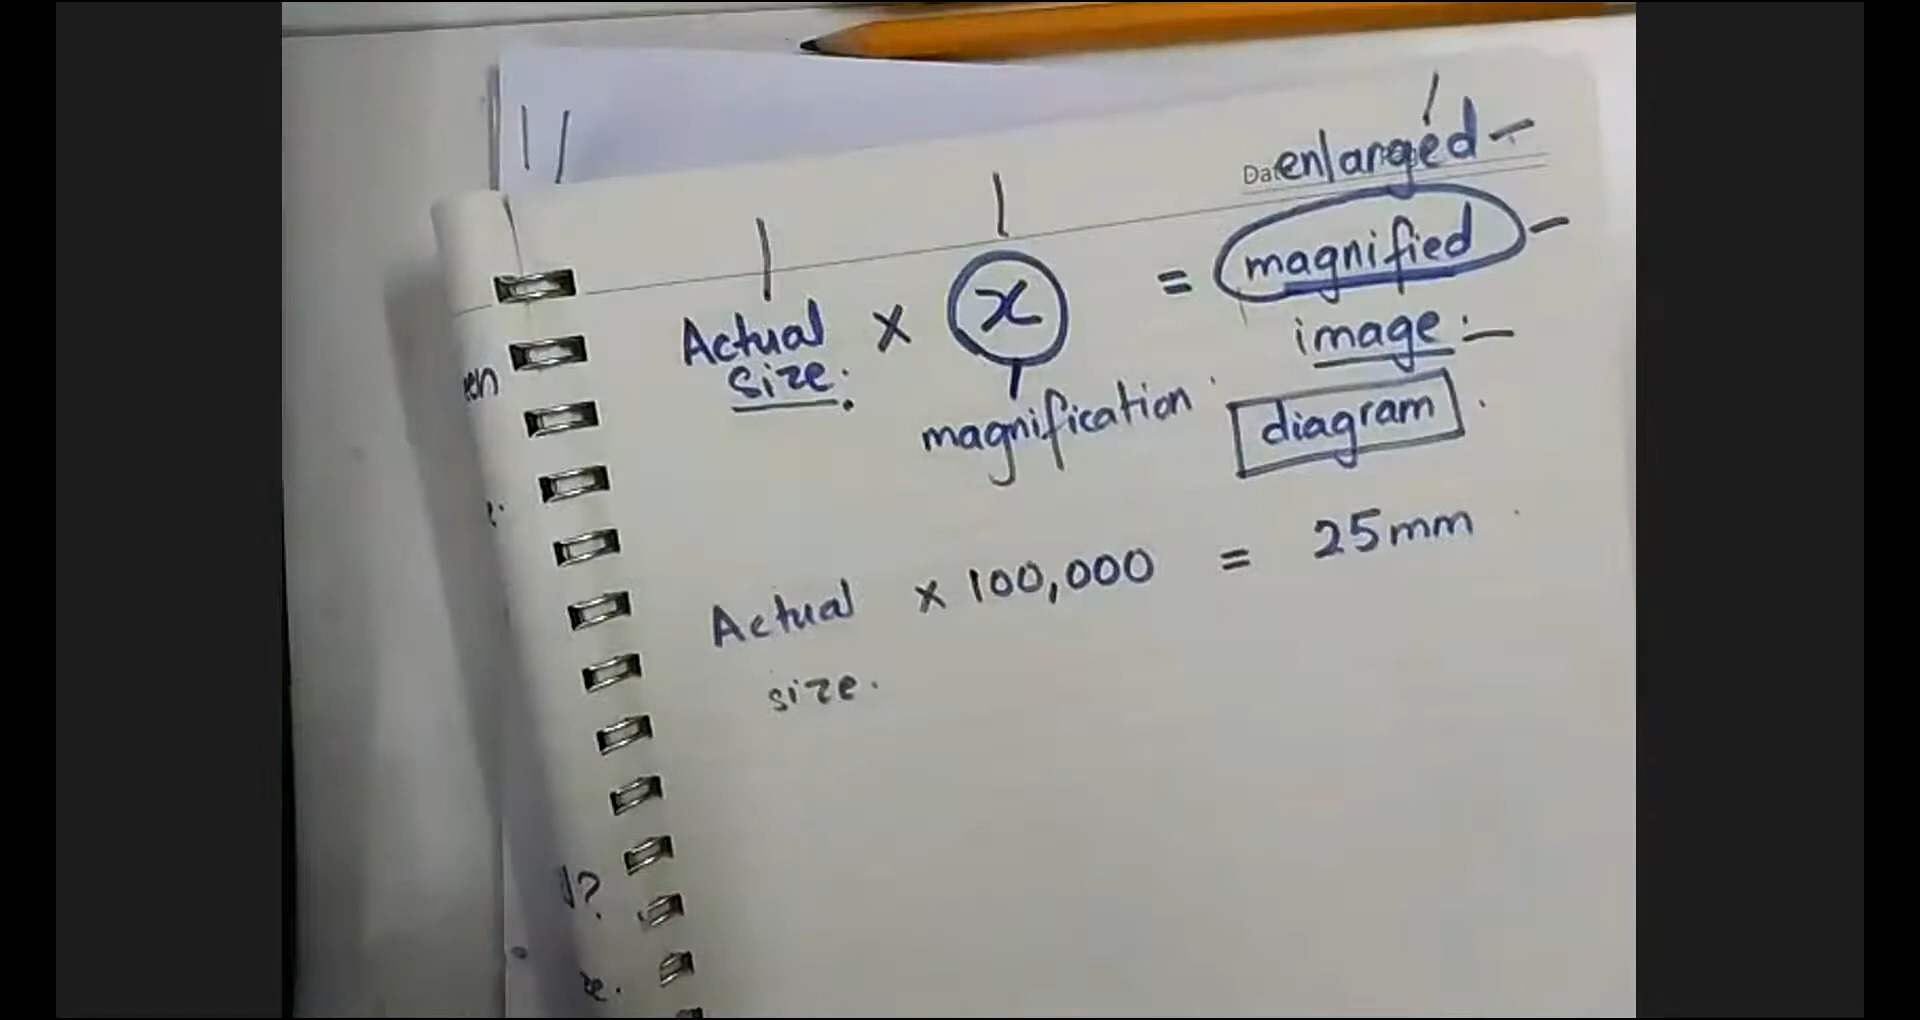 enlarged
Actual × x = magnified
size. image
magnification diagram
Actual × 100,000 = 25mm
size.